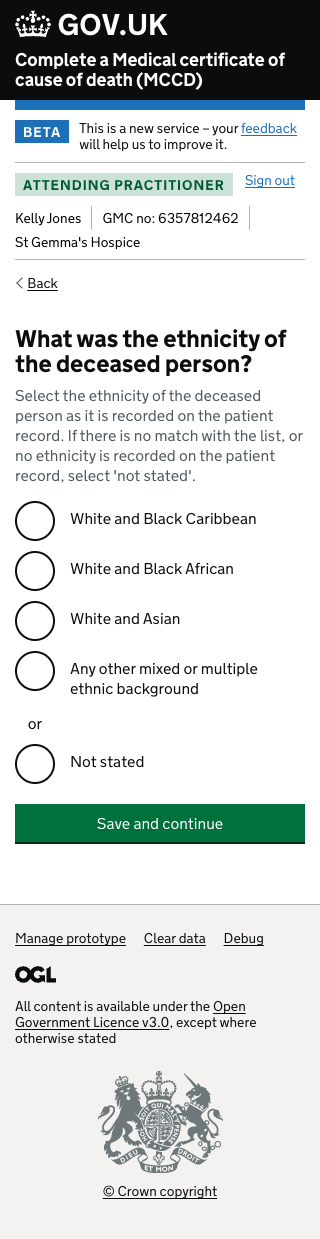 GOV.UK
Complete a Medical certificate of
cause of death (MCCD)
BETA
This is a new service – your feedback
will help us to improve it.
ATTENDING PRACTITIONER
Sign out
Kelly Jones
GMC no: 6357812462
St Gemma's Hospice
Back
What was the ethnicity of
the deceased person?
Select the ethnicity of the deceased
person as it is recorded on the patient
record. If there is no match with the list, or
no ethnicity is recorded on the patient
record, select 'not stated'.
White and Black Caribbean
White and Black African
White and Asian
Any other mixed or multiple
ethnic background
or
Not stated
Save and continue
Manage prototype
Clear data
Debug
OGL
All content is available under the Open
Government Licence v3.0, except where
otherwise stated
DIEU ET MON DROIT
© Crown copyright